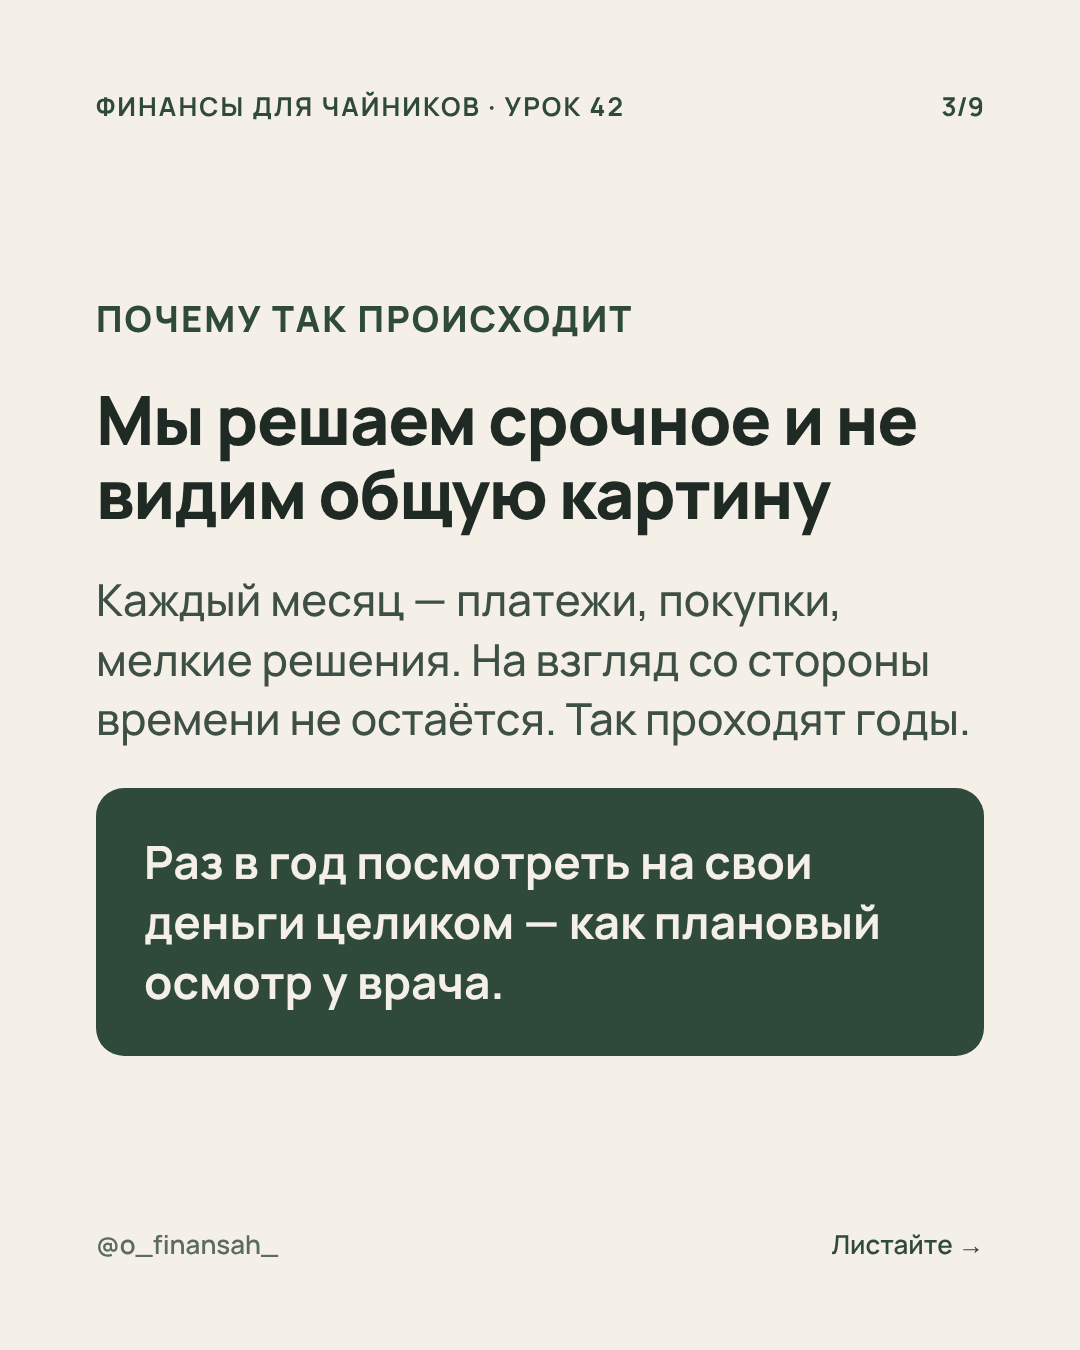 ФИНАНСЫ ДЛЯ ЧАЙНИКОВ · УРОК 42
3/9
ПОЧЕМУ ТАК ПРОИСХОДИТ
Мы решаем срочное и не
видим общую картину
Каждый месяц — платежи, покупки,
мелкие решения. На взгляд со стороны
времени не остаётся. Так проходят годы.
Раз в год посмотреть на свои
деньги целиком — как плановый
осмотр у врача.
@o_finansah_
Листайте →